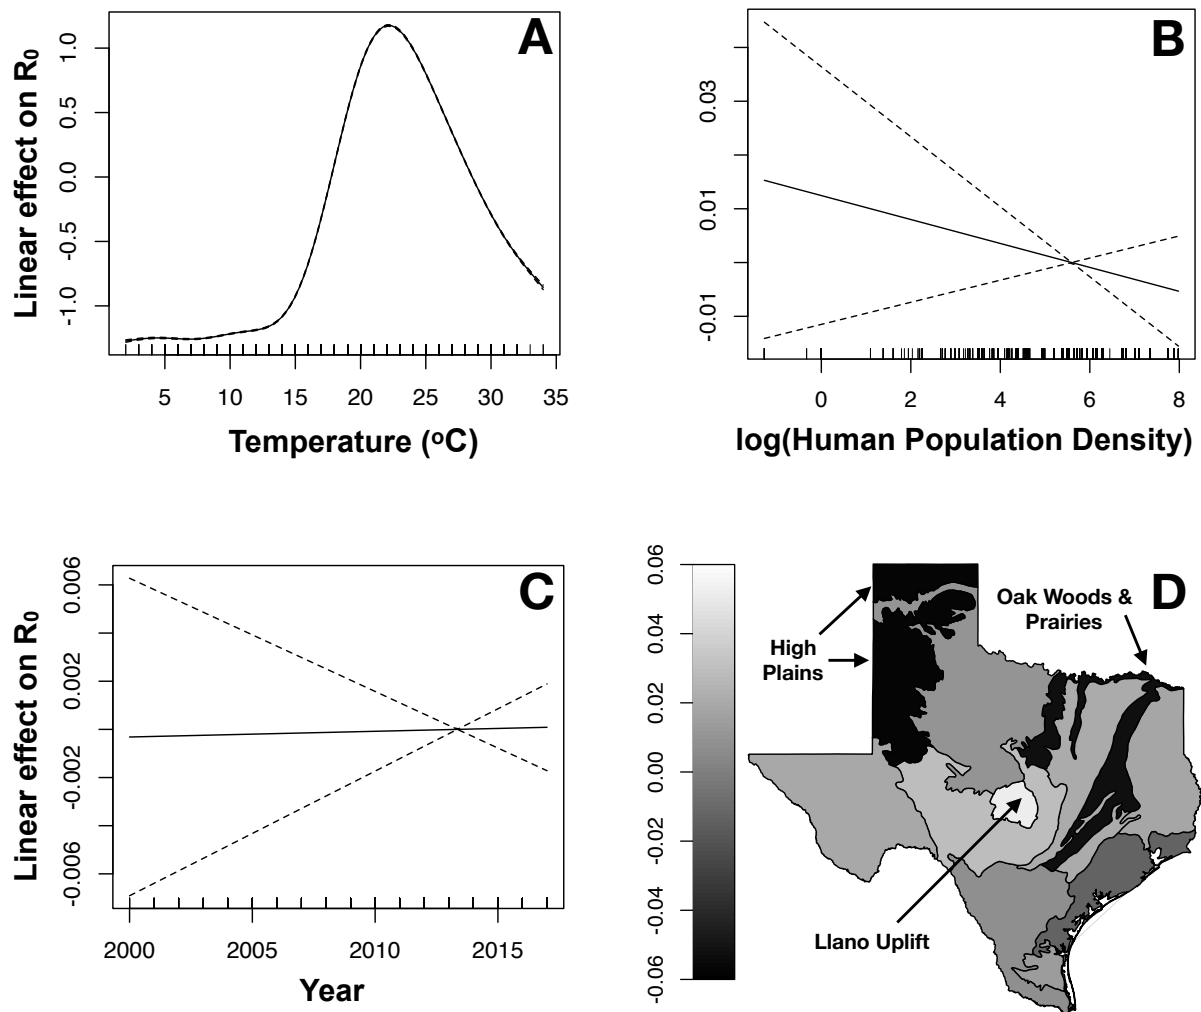 A
Linear effect on R0
1.0
0.5
0.0
-0.5
-1.0
5 10 15 20 25 30 35
Temperature (oC)
B
0.03
0.01
-0.01
0 2 4 6 8
log(Human Population Density)
C
Linear effect on R0
0.006
0.002
-0.002
-0.006
2000 2005 2010 2015
Year
D
0.06
0.04
0.02
0.00
-0.02
-0.04
-0.06
High
Plains
Oak Woods &
Prairies
Llano Uplift